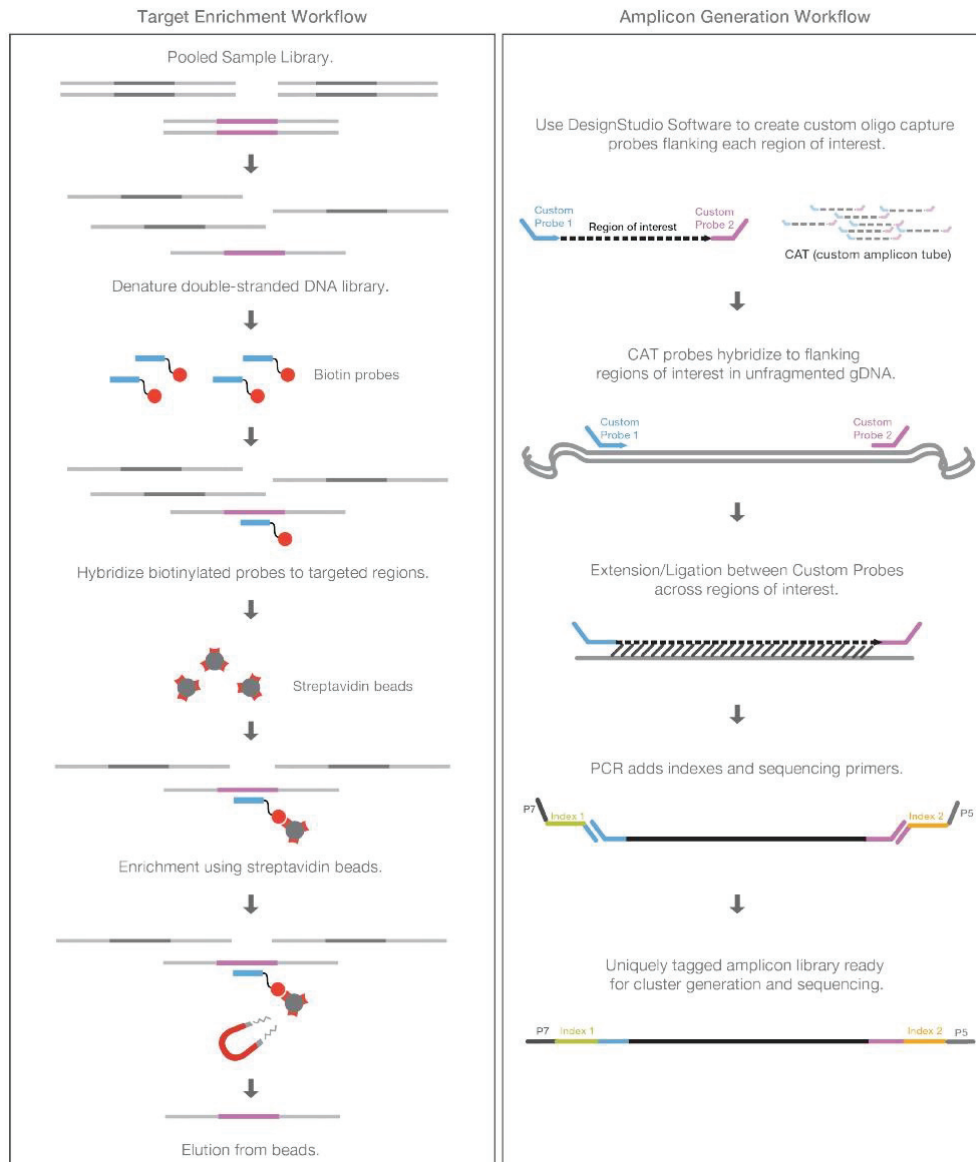 Target Enrichment Workflow
Pooled Sample Library.
Denature double-stranded DNA library.
Biotin probes
Hybridize biotinylated probes to targeted regions.
Streptavidin beads
Enrichment using streptavidin beads.
Elution from beads.
Amplicon Generation Workflow
Use DesignStudio Software to create custom oligo capture
probes flanking each region of interest.
Custom
Probe 1
Region of interest
Custom
Probe 2
CAT (custom amplicon tube)
CAT probes hybridize to flanking
regions of interest in unfragmented gDNA.
Custom
Probe 1
Custom
Probe 2
Extension/Ligation between Custom Probes
across regions of interest.
PCR adds indexes and sequencing primers.
P7
Index 1
Index 2
P5
Uniquely tagged amplicon library ready
for cluster generation and sequencing.
P7
Index 1
Index 2
P5